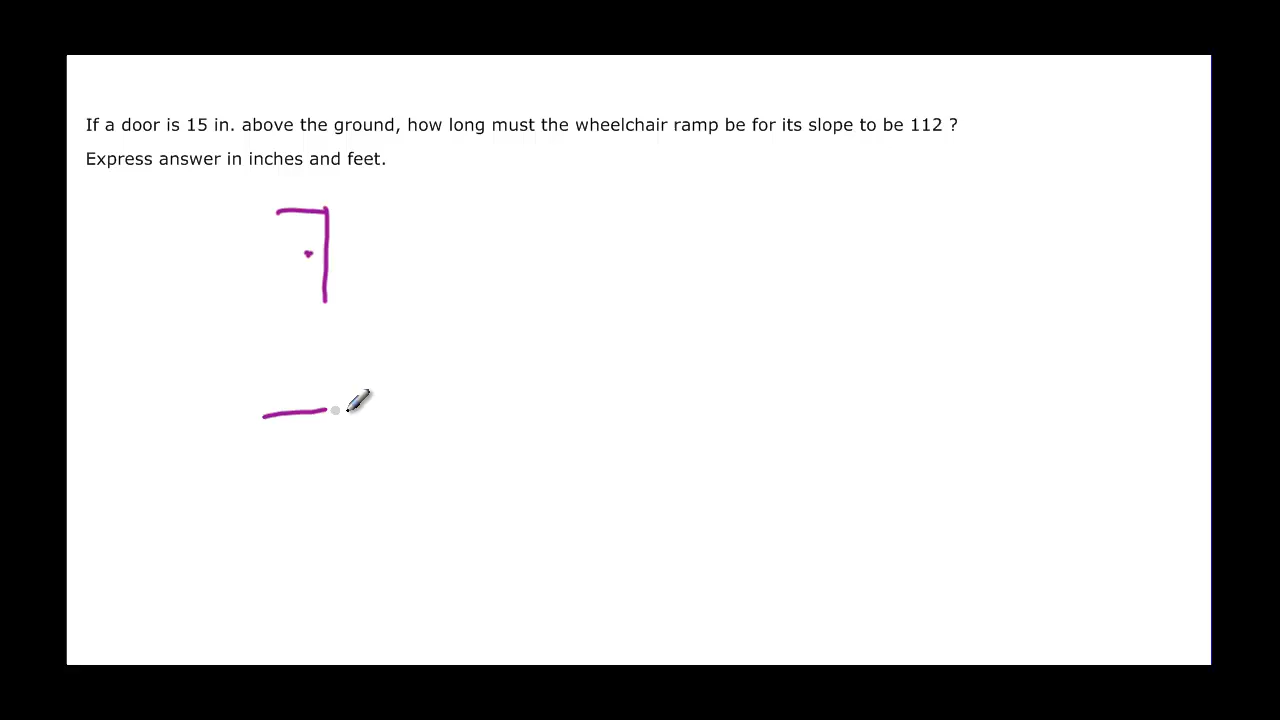 If a door is 15 in. above the ground, how long must the wheelchair ramp be for its slope to be 112 ?
Express answer in inches and feet.